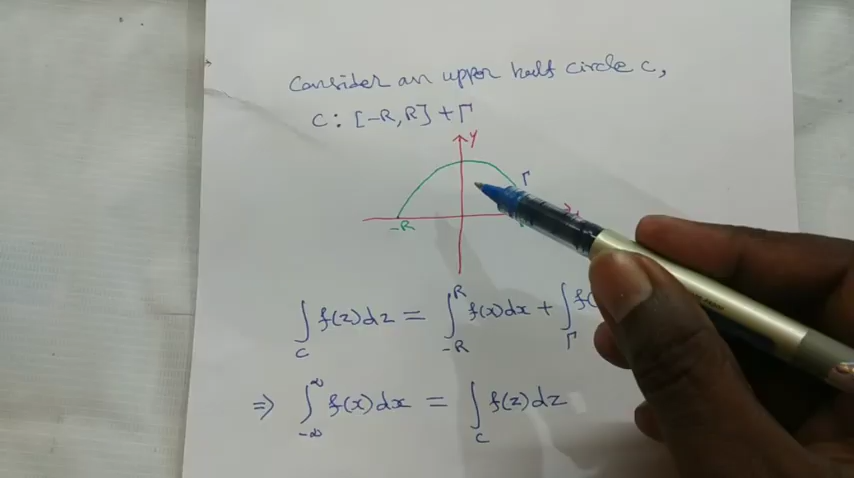 Consider an upper half circle C,
C: [-R, R] + Γ
y
Γ
-R
∫_C f(z)dz = ∫_{-R}^{R} f(x)dx + ∫_Γ f(
⇒ ∫_{-∞}^{∞} f(x)dx = ∫_C f(z)dz